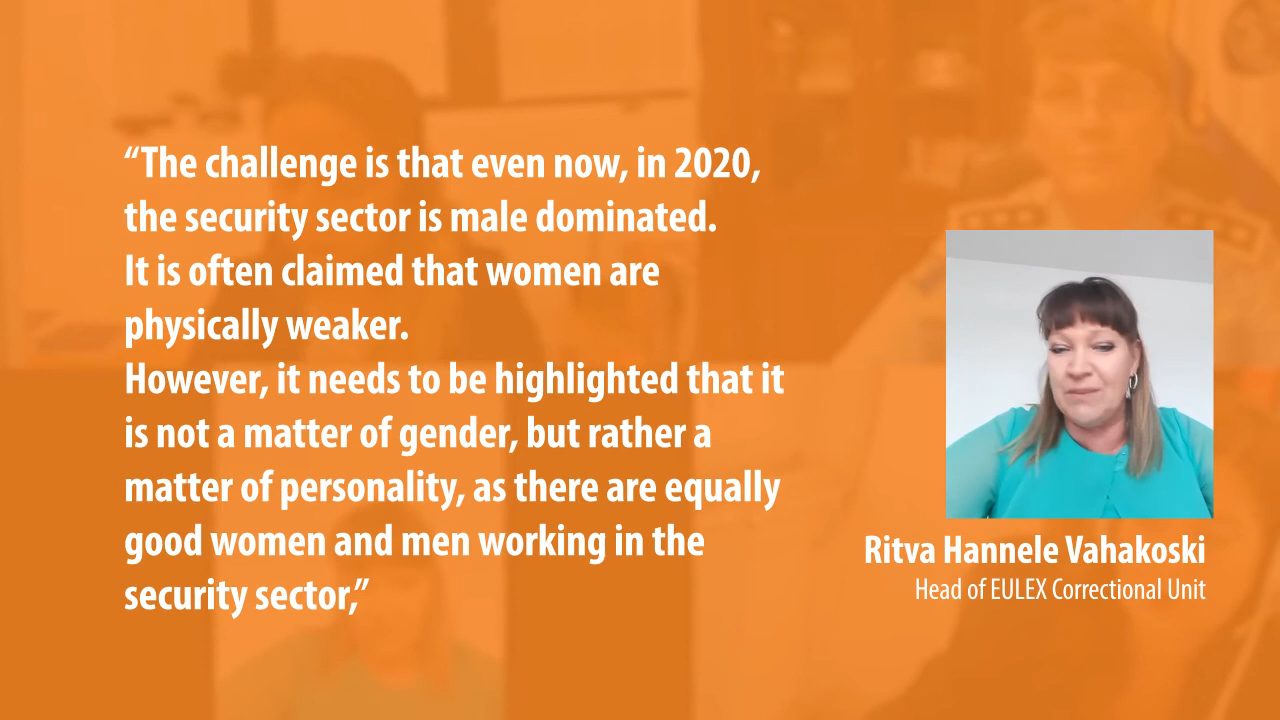 “The challenge is that even now, in 2020,
the security sector is male dominated.
It is often claimed that women are
physically weaker.
However, it needs to be highlighted that it
is not a matter of gender, but rather a
matter of personality, as there are equally
good women and men working in the
security sector,”
Ritva Hannele Vahakoski
Head of EULEX Correctional Unit